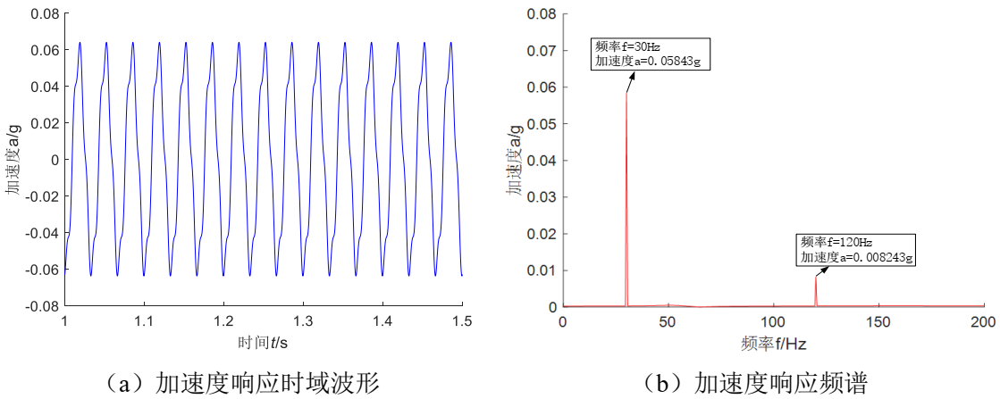 0.08
0.06
0.04
0.02
0
-0.02
-0.04
-0.06
-0.08
加速度a/g
1
1.1
1.2
1.3
1.4
1.5
时间t/s
(a)加速度响应时域波形
0.08
0.07
0.06
0.05
0.04
0.03
0.02
0.01
0
加速度a/g
频率f=30Hz
加速度a=0.05843g
频率f=120Hz
加速度a=0.008243g
0
50
100
150
200
频率f/Hz
(b)加速度响应频谱